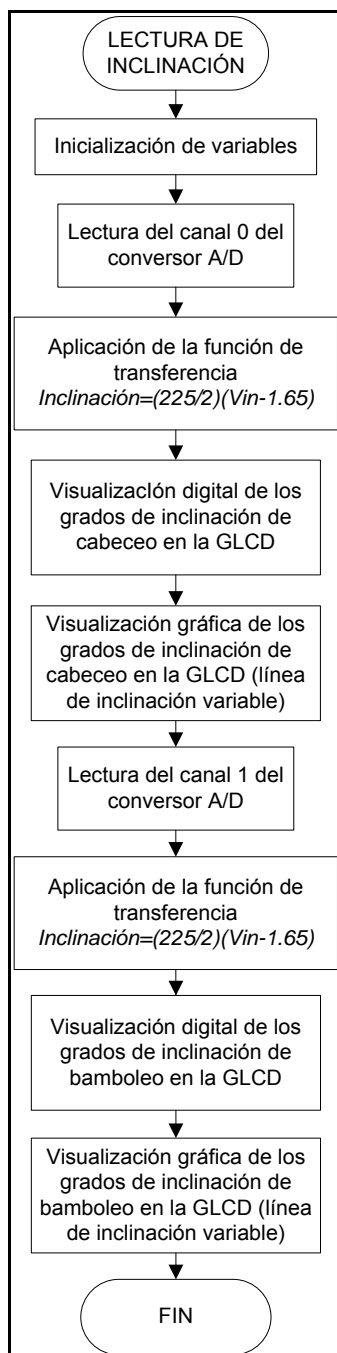 LECTURA DE
INCLINACIÓN
Inicialización de variables
Lectura del canal 0 del
conversor A/D
Aplicación de la función de
transferencia
Inclinación=(225/2)(Vin-1.65)
Visualización digital de los
grados de inclinación de
cabeceo en la GLCD
Visualización gráfica de los
grados de inclinación de
cabeceo en la GLCD (línea
de inclinación variable)
Lectura del canal 1 del
conversor A/D
Aplicación de la función de
transferencia
Inclinación=(225/2)(Vin-1.65)
Visualización digital de los
grados de inclinación de
bamboleo en la GLCD
Visualización gráfica de los
grados de inclinación de
bamboleo en la GLCD (línea
de inclinación variable)
FIN